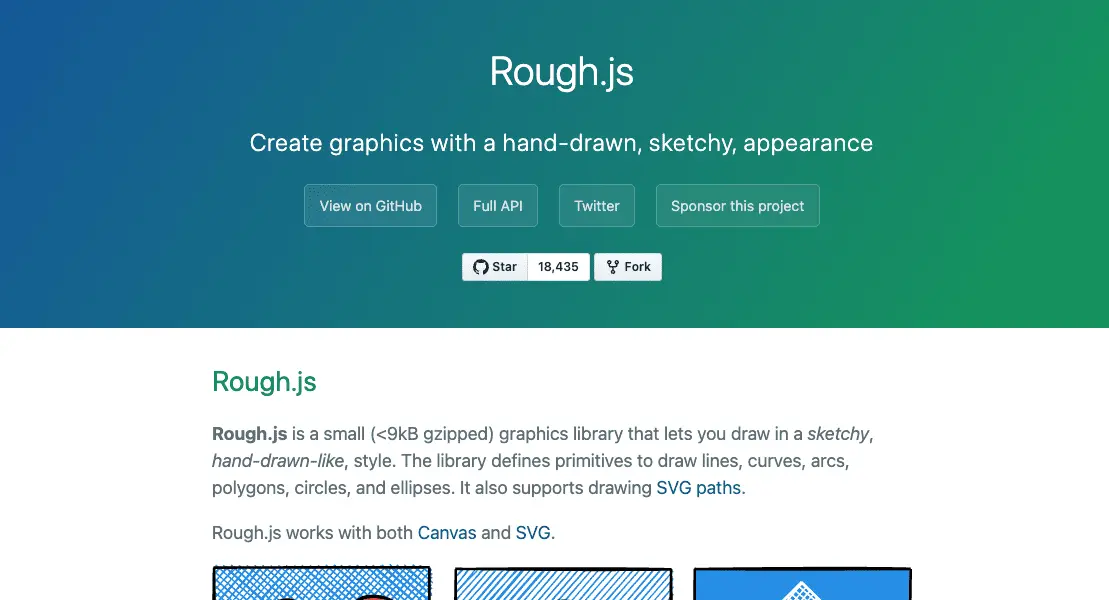 Rough.js
Create graphics with a hand-drawn, sketchy, appearance
View on GitHub Full API Twitter Sponsor this project
Star 18,435 Fork
Rough.js
Rough.js is a small (<9kB gzipped) graphics library that lets you draw in a sketchy,
hand-drawn-like, style. The library defines primitives to draw lines, curves, arcs,
polygons, circles, and ellipses. It also supports drawing SVG paths.
Rough.js works with both Canvas and SVG.